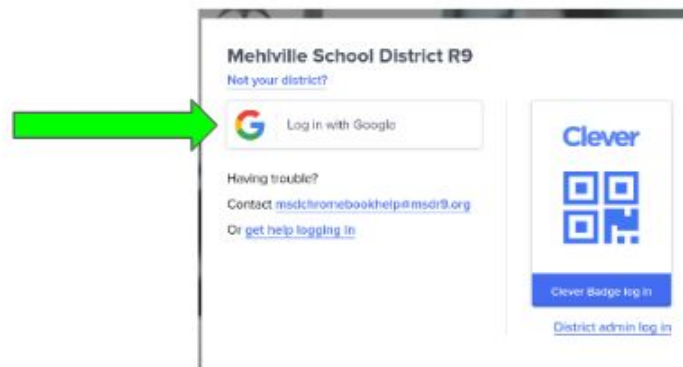 Mehlville School District R9
Not your district?
Log in with Google
Having trouble?
Contact msdchromebookhelp@msdr9.org
Or get help logging in
Clever
Clever Badge log in
District admin log in